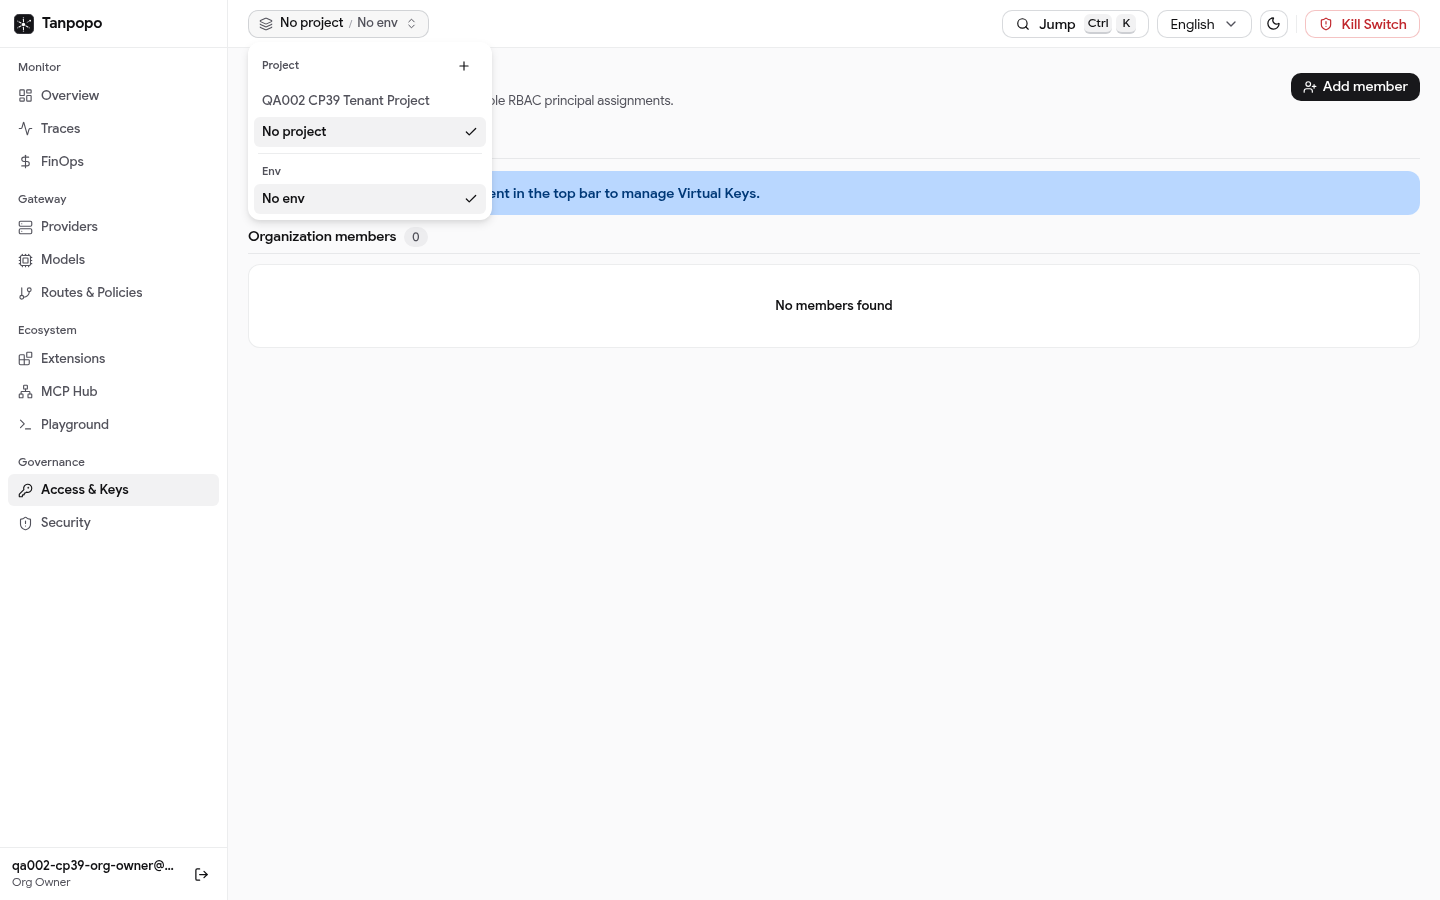 Tanpopo
No project / No env
Jump Ctrl K
English
Kill Switch
Monitor
Overview
Traces
FinOps
Gateway
Providers
Models
Routes & Policies
Ecosystem
Extensions
MCP Hub
Playground
Governance
Access & Keys
Security
qa002-cp39-org-owner@...
Org Owner
Project
QA002 CP39 Tenant Project
No project
Env
No env
RBAC principal assignments.
Add member
in the top bar to manage Virtual Keys.
Organization members 0
No members found